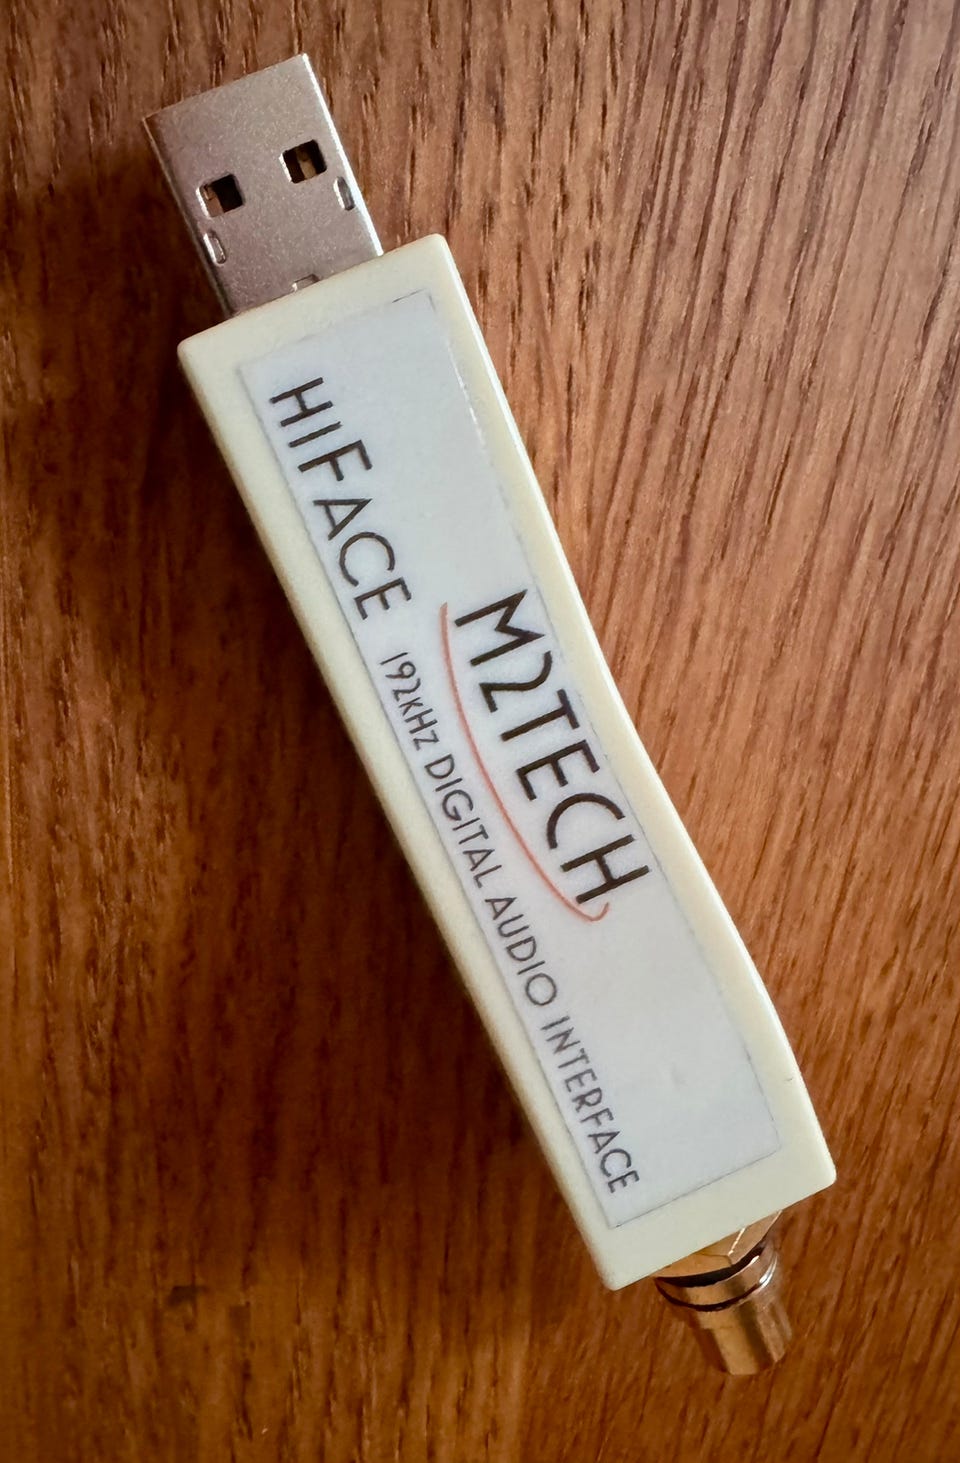 M2TECH
HIFACE 192kHz DIGITAL AUDIO INTERFACE